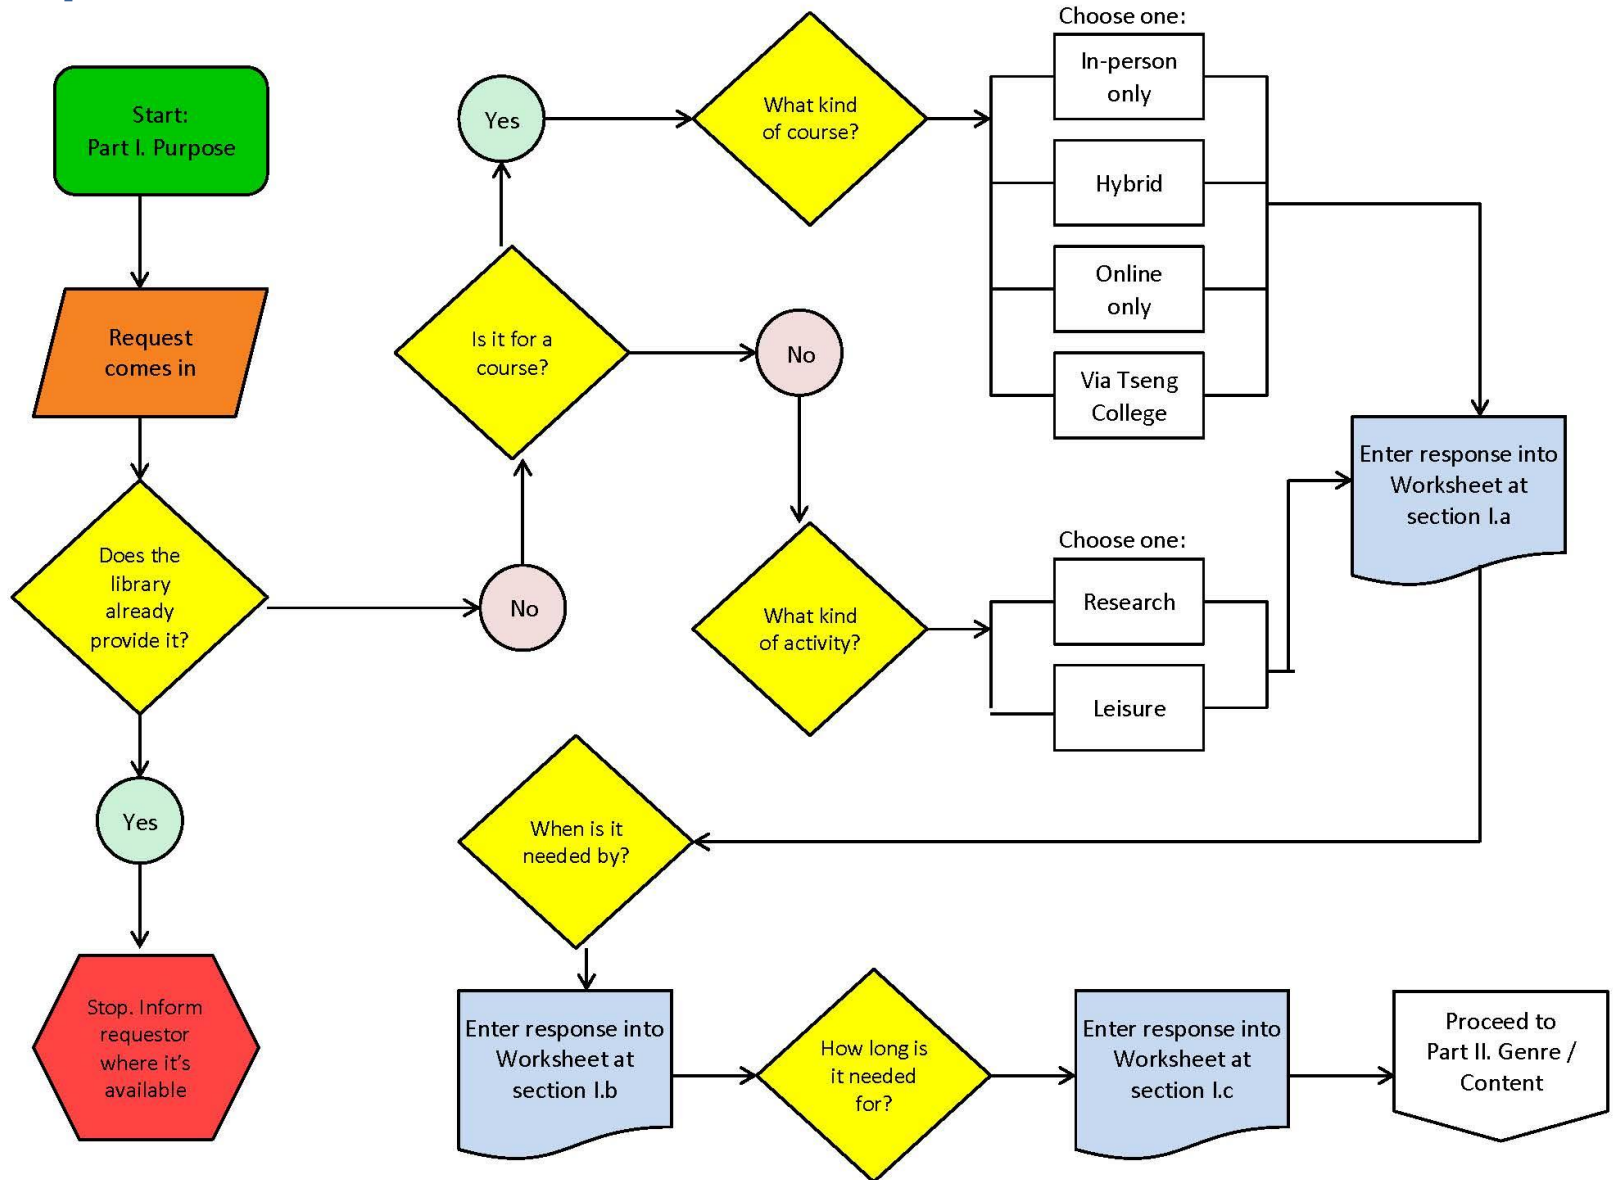 Start:
Part I. Purpose
Request
comes in
Does the
library
already
provide it?
Yes
Stop. Inform
requestor
where it's
available
No
Is it for a
course?
Yes
What kind
of course?
Choose one:
In-person
only
Hybrid
Online
only
Via Tseng
College
No
What kind
of activity?
Choose one:
Research
Leisure
Enter response into
Worksheet at
section I.a
When is it
needed by?
Enter response into
Worksheet at
section I.b
How long is
it needed
for?
Enter response into
Worksheet at
section I.c
Proceed to
Part II. Genre /
Content